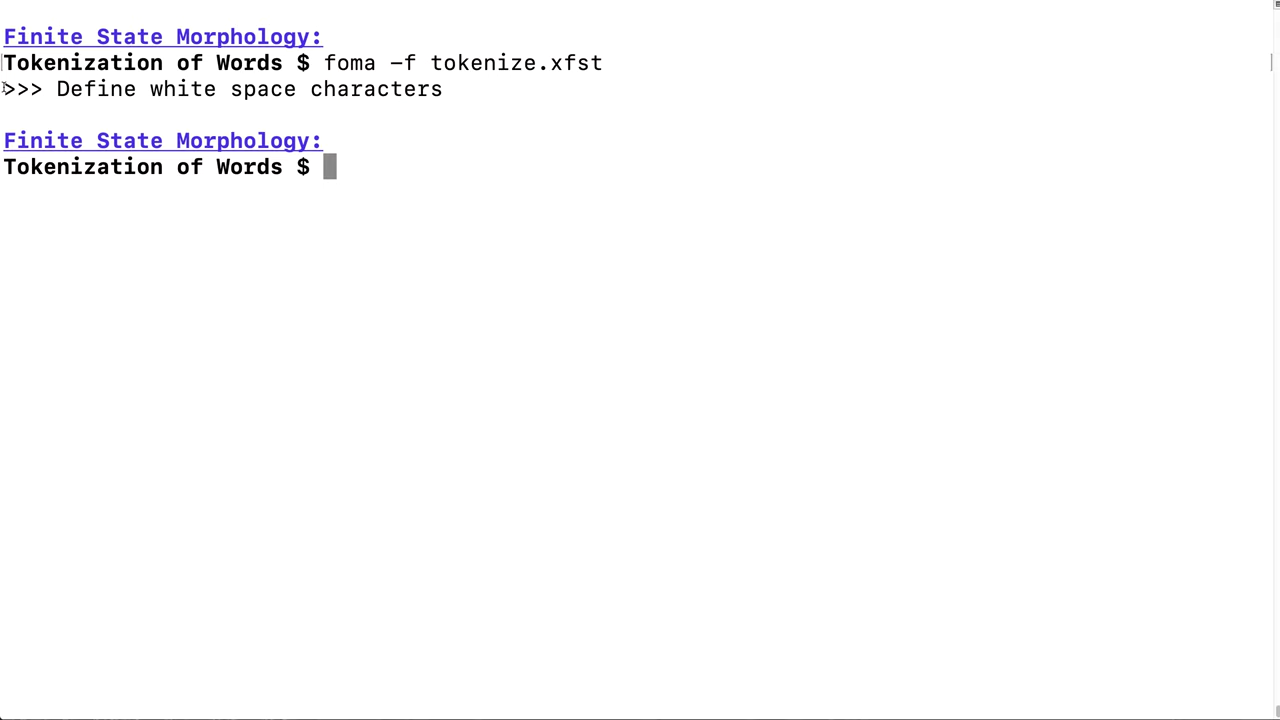 Finite State Morphology:
Tokenization of Words $ foma -f tokenize.xfst
>>> Define white space characters
Finite State Morphology:
Tokenization of Words $